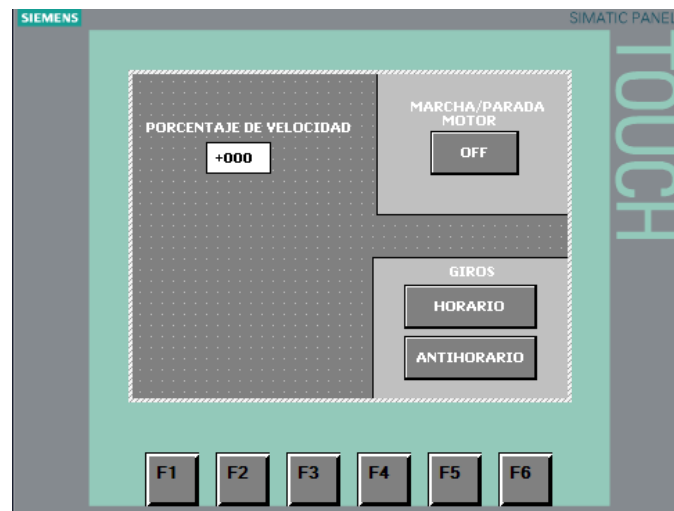 SIEMENS
SIMATIC PANEL
TOUCH
PORCENTAJE DE VELOCIDAD
+000
MARCHA/PARADA
MOTOR
OFF
GIROS
HORARIO
ANTIHORARIO
F1 F2 F3 F4 F5 F6